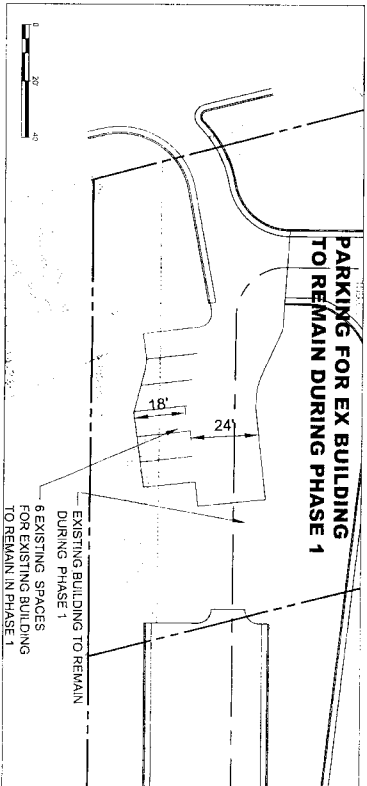 PARKING FOR EX BUILDING
TO REMAIN DURING PHASE 1
0
20'
40'
18'
24'
EXISTING BUILDING TO REMAIN
DURING PHASE 1
6 EXISTING SPACES
FOR EXISTING BUILDING
TO REMAIN IN PHASE 1